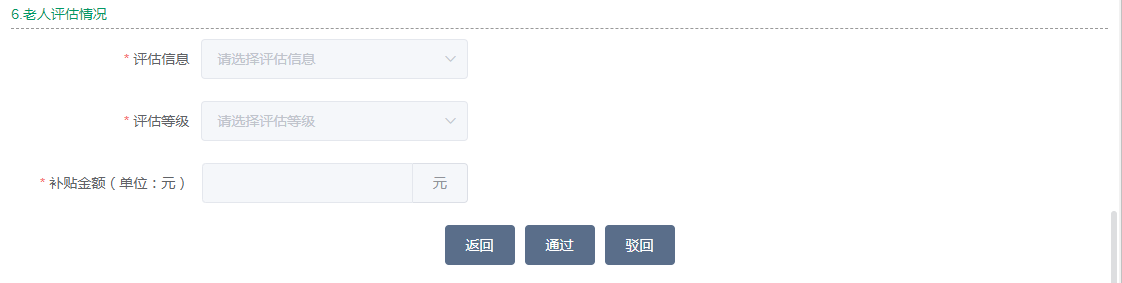 6.老人评估情况
* 评估信息 请选择评估信息
* 评估等级 请选择评估等级
* 补贴金额（单位：元） 元
返回 通过 驳回